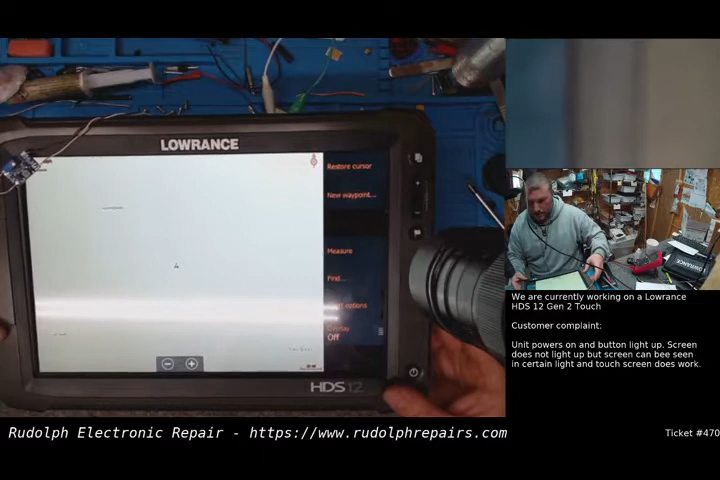 LOWRANCE
Restore cursor
New waypoint...
Measure
Find...
options
Overlay
Off
HDS 12
LOWRANCE
We are currently working on a Lowrance
HDS 12 Gen 2 Touch
Customer complaint:
Unit powers on and button light up. Screen
does not light up but screen can bee seen
in certain light and touch screen does work.
Rudolph Electronic Repair - https://www.rudolphrepairs.com
Ticket #470